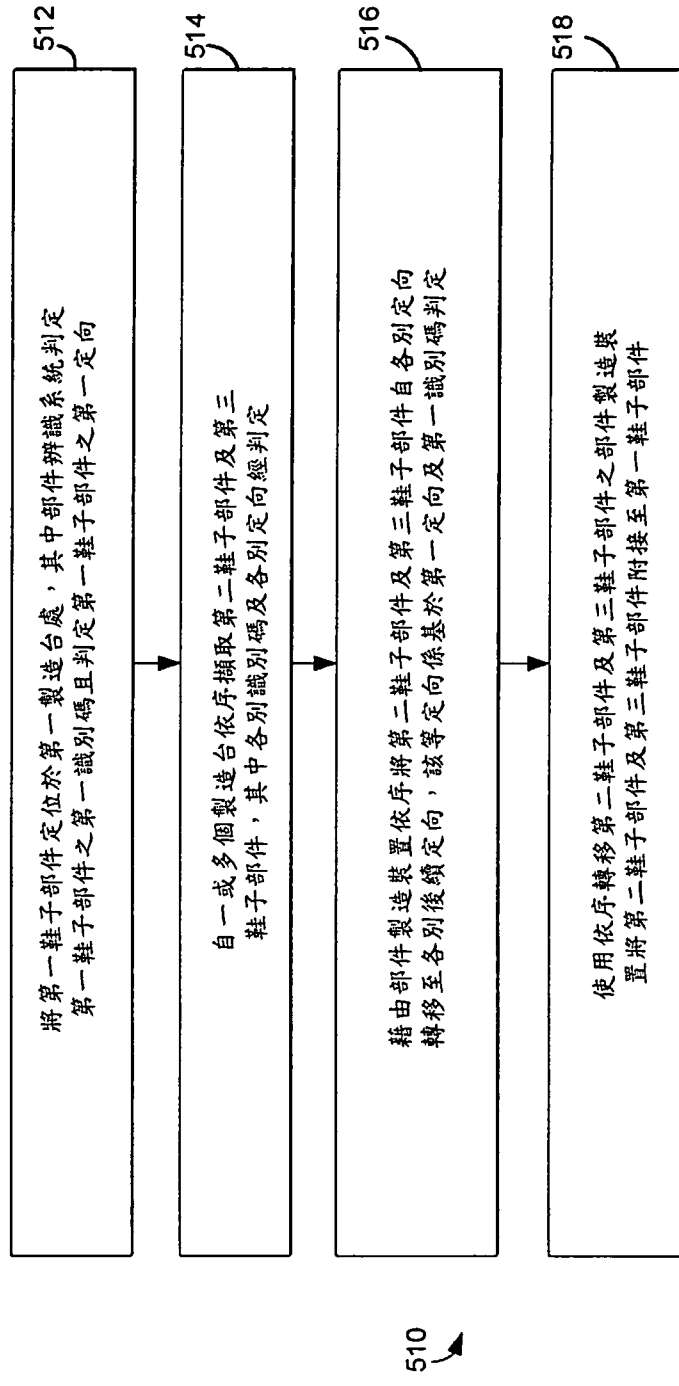 510
512
將第一鞋子部件定位於第一製造台處，其中部件辨識系統判定
第一鞋子部件之第一識別碼且判定第一鞋子部件之第一定向
514
自一或多個製造台依序擷取第二鞋子部件及第三
鞋子部件，其中各別識別碼及各別定向經判定
516
藉由部件製造裝置依序將第二鞋子部件及第三鞋子部件自各別定向
轉移至各別後續定向，該等定向係基於第一定向及第一識別碼判定
518
使用依序轉移第二鞋子部件及第三鞋子部件之部件製造裝
置將第二鞋子部件及第三鞋子部件附接至第一鞋子部件